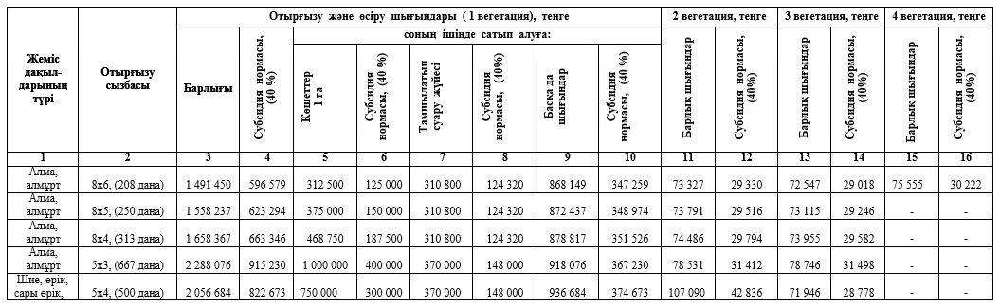 Жеміс дақыл-дарының түрі
Отырғызу сызбасы
Отырғызу және өсіру шығындары ( 1 вегетация), теңге
2 вегетация, теңге
3 вегетация, теңге
4 вегетация, теңге
Барлығы
Субсидия нормасы, (40 %)
соның ішінде сатып алуға:
Көшеттер 1 га
Субсидия нормасы, (40 %)
Тамшылатып суару жүйесі
Субсидия нормасы, (40%)
Баска да шығындар
Субсидия нормасы, (40%)
Барлык шығындар
Субсидия нормасы, (40%)
Барлык шығындар
Субсидия нормасы, 40%)
Барлык шығындар
Субсидия нормасы, (40%)
1 2 3 4 5 6 7 8 9 10 11 12 13 14 15 16
Алма, алмұрт 8х6, (208 дана) 1 491 450 596 579 312 500 125 000 310 800 124 320 868 149 347 259 73 327 29 330 72 547 29 018 75 555 30 222
Алма, алмұрт 8х5, (250 дана) 1 558 237 623 294 375 000 150 000 310 800 124 320 872 437 348 974 73 791 29 516 73 115 29 246 - -
Алма, алмұрт 8х4, (313 дана) 1 658 367 663 346 468 750 187 500 310 800 124 320 878 817 351 526 74 486 29 794 73 955 29 582 - -
Алма, алмұрт 5х3, (667 дана) 2 288 076 915 230 1 000 000 400 000 370 000 148 000 918 076 367 230 78 531 31 412 78 746 31 498 - -
Шие, өрік, сары өрік, 5х4, (500 дана) 2 056 684 822 673 750 000 300 000 370 000 148 000 936 684 374 673 107 090 42 836 71 946 28 778 - -